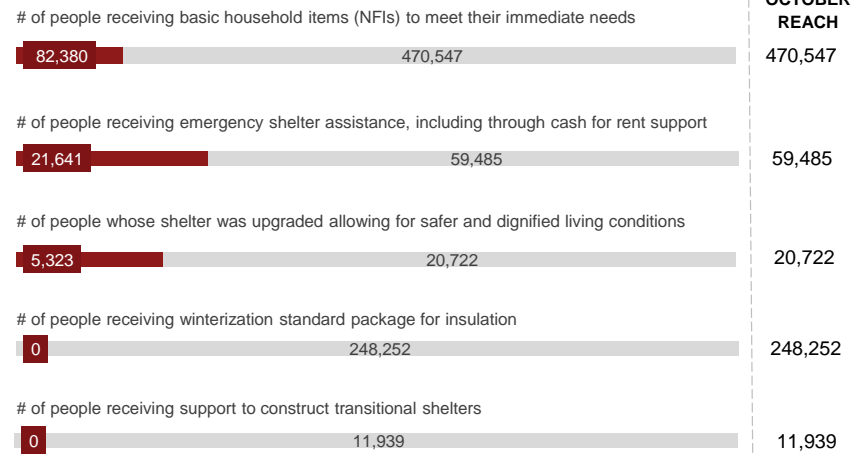 OCTOBER
REACH
# of people receiving basic household items (NFIs) to meet their immediate needs
82,380 470,547 470,547
# of people receiving emergency shelter assistance, including through cash for rent support
21,641 59,485 59,485
# of people whose shelter was upgraded allowing for safer and dignified living conditions
5,323 20,722 20,722
# of people receiving winterization standard package for insulation
0 248,252 248,252
# of people receiving support to construct transitional shelters
0 11,939 11,939